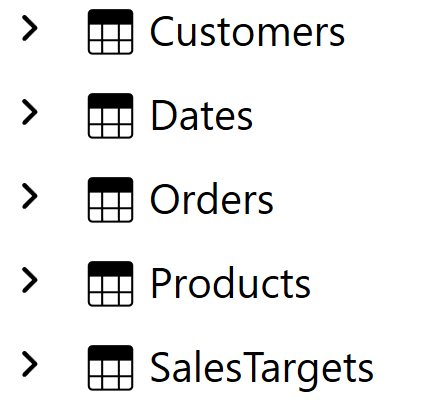 Customers
Dates
Orders
Products
SalesTargets